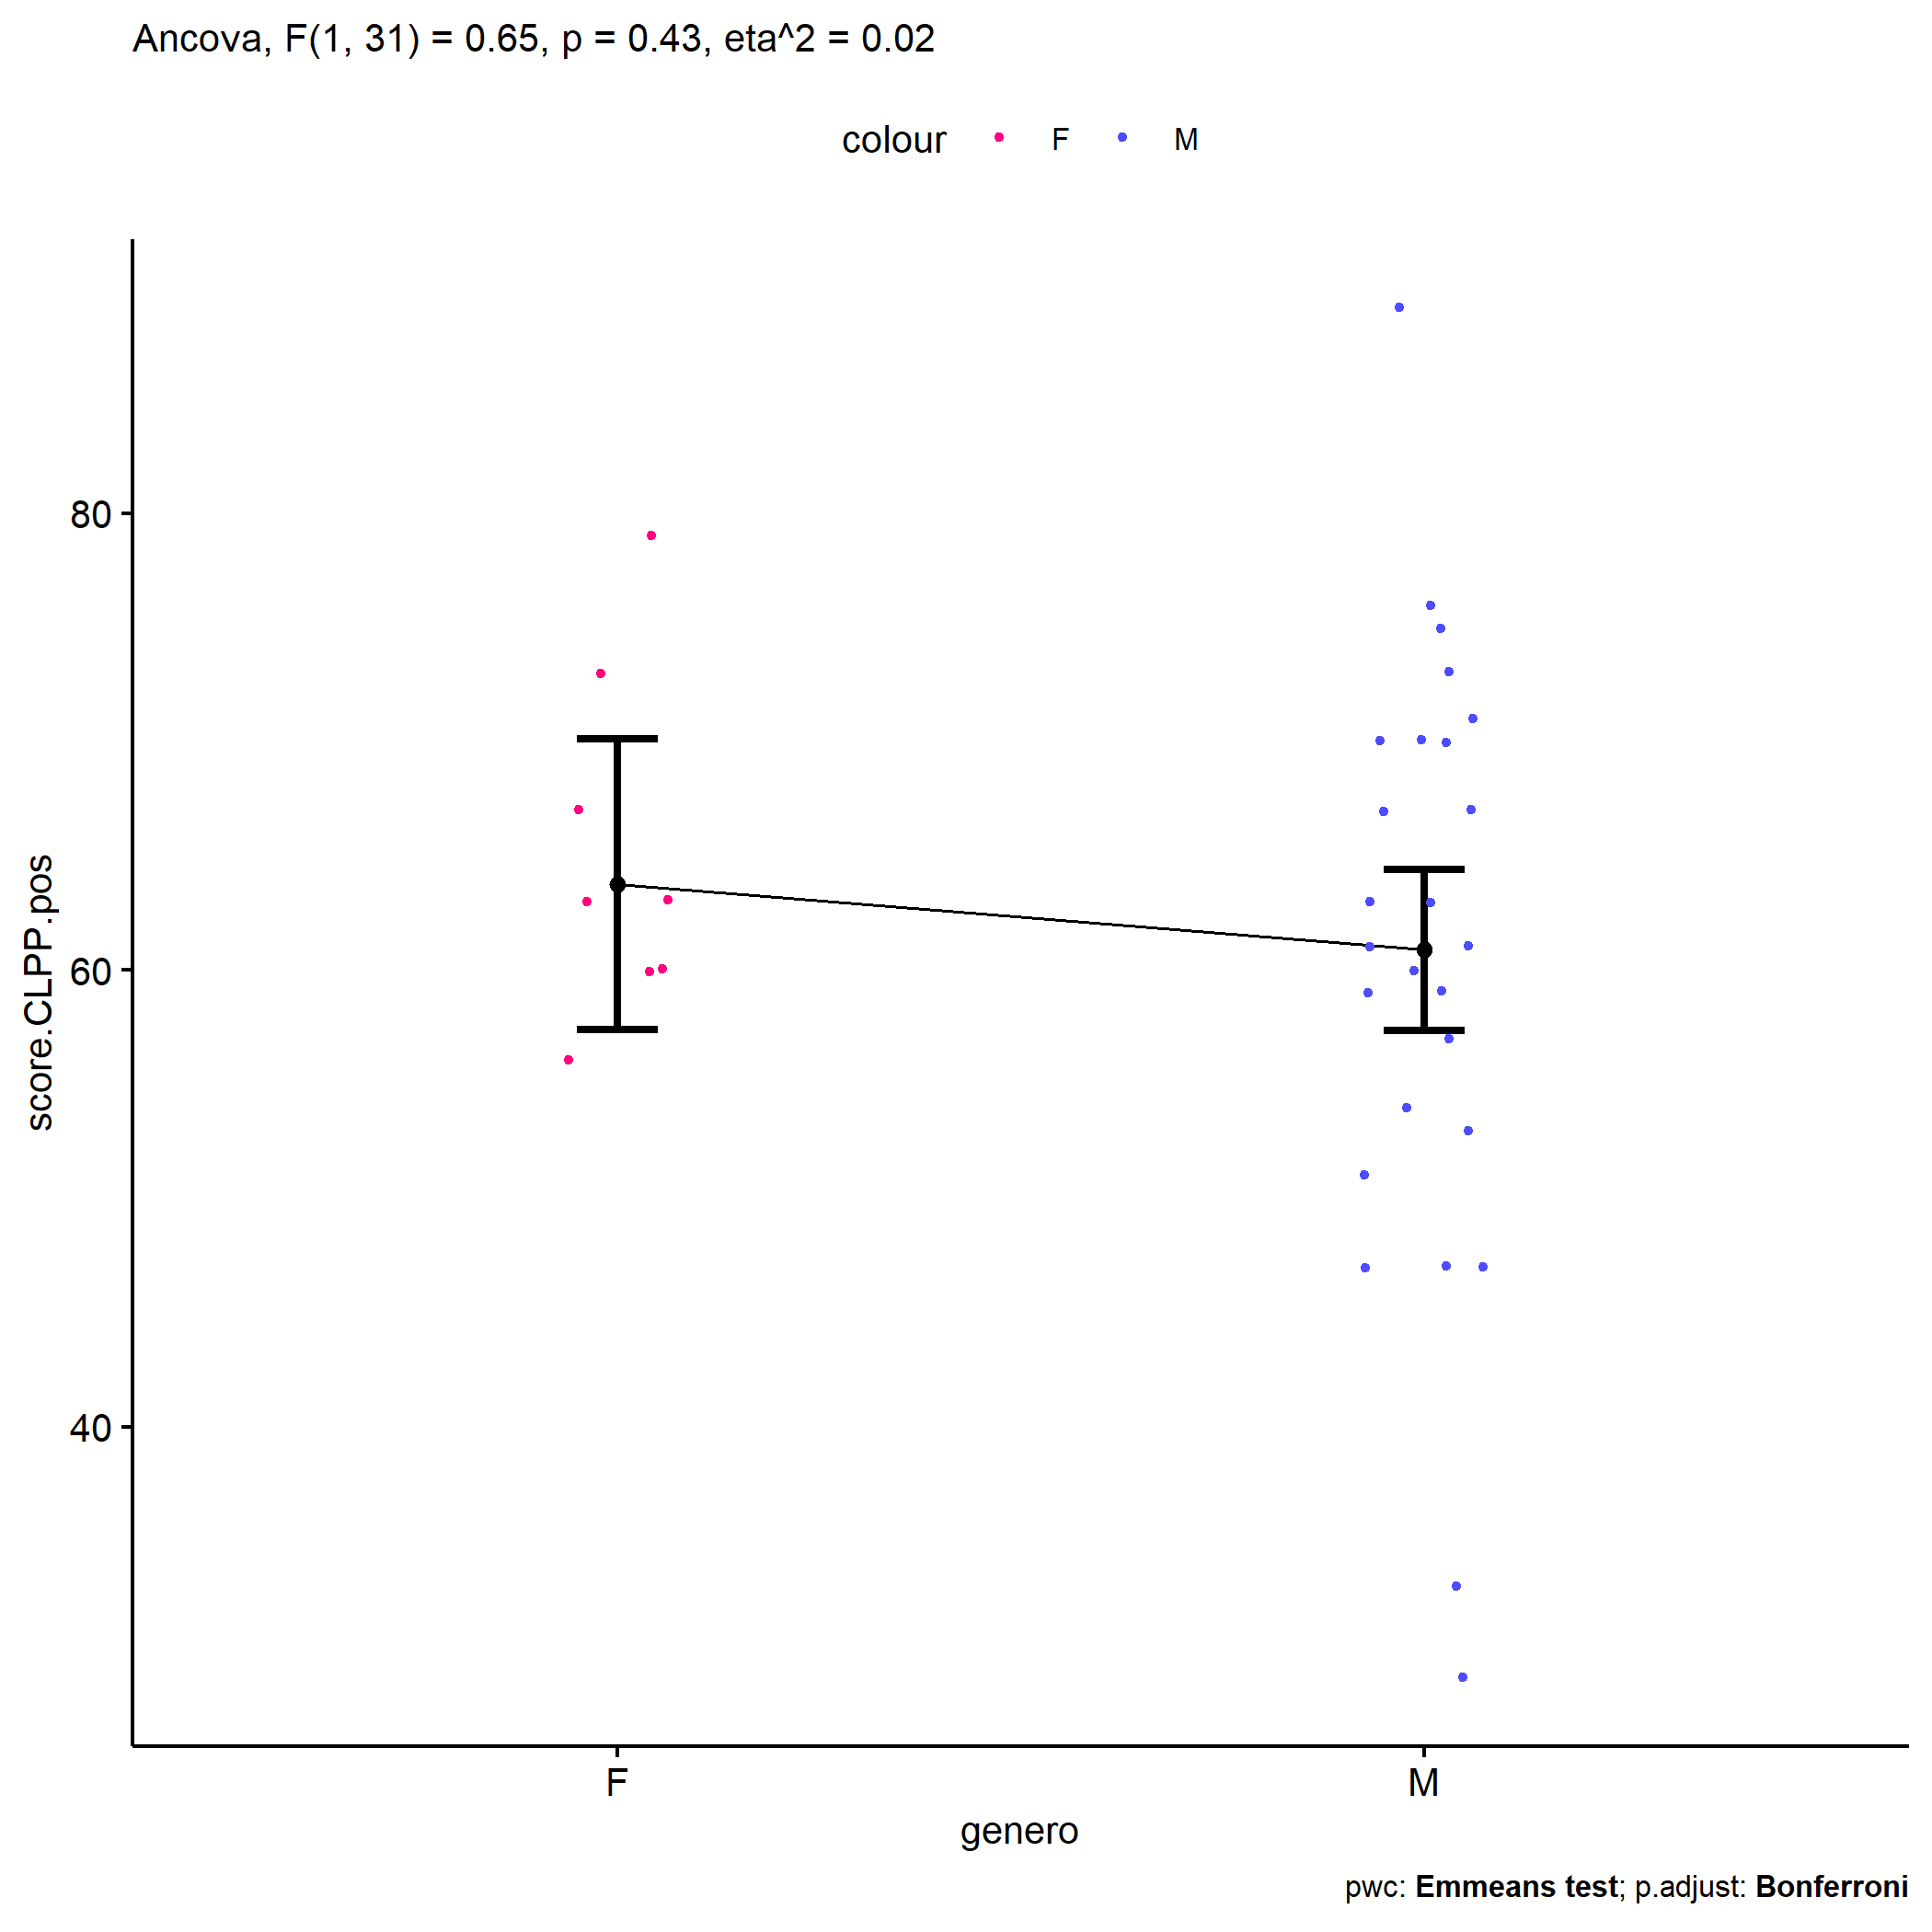 Ancova, F(1, 31) = 0.65, p = 0.43, eta^2 = 0.02
colour F M
score.CLPP.pos
80
60
40
F M
genero
pwc: Emmeans test; p.adjust: Bonferroni